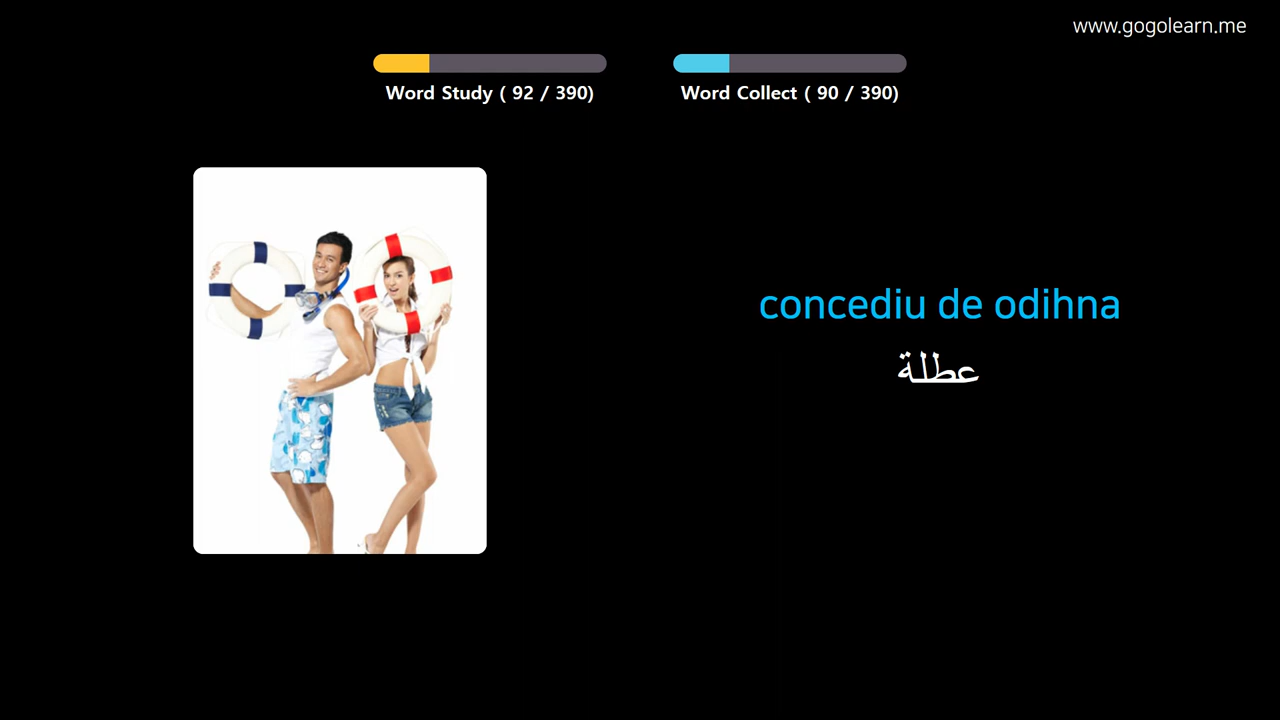 www.gogolearn.me
Word Study ( 92 / 390)
Word Collect ( 90 / 390)
concediu de odihna
عطلة